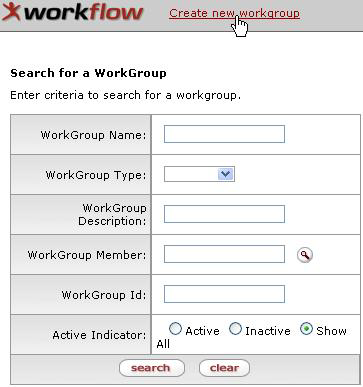 workflow
Create new workgroup
Search for a WorkGroup
Enter criteria to search for a workgroup.
WorkGroup Name:
WorkGroup Type:
WorkGroup
Description:
WorkGroup Member:
WorkGroup Id:
Active Indicator:
Active Inactive Show
All
search clear